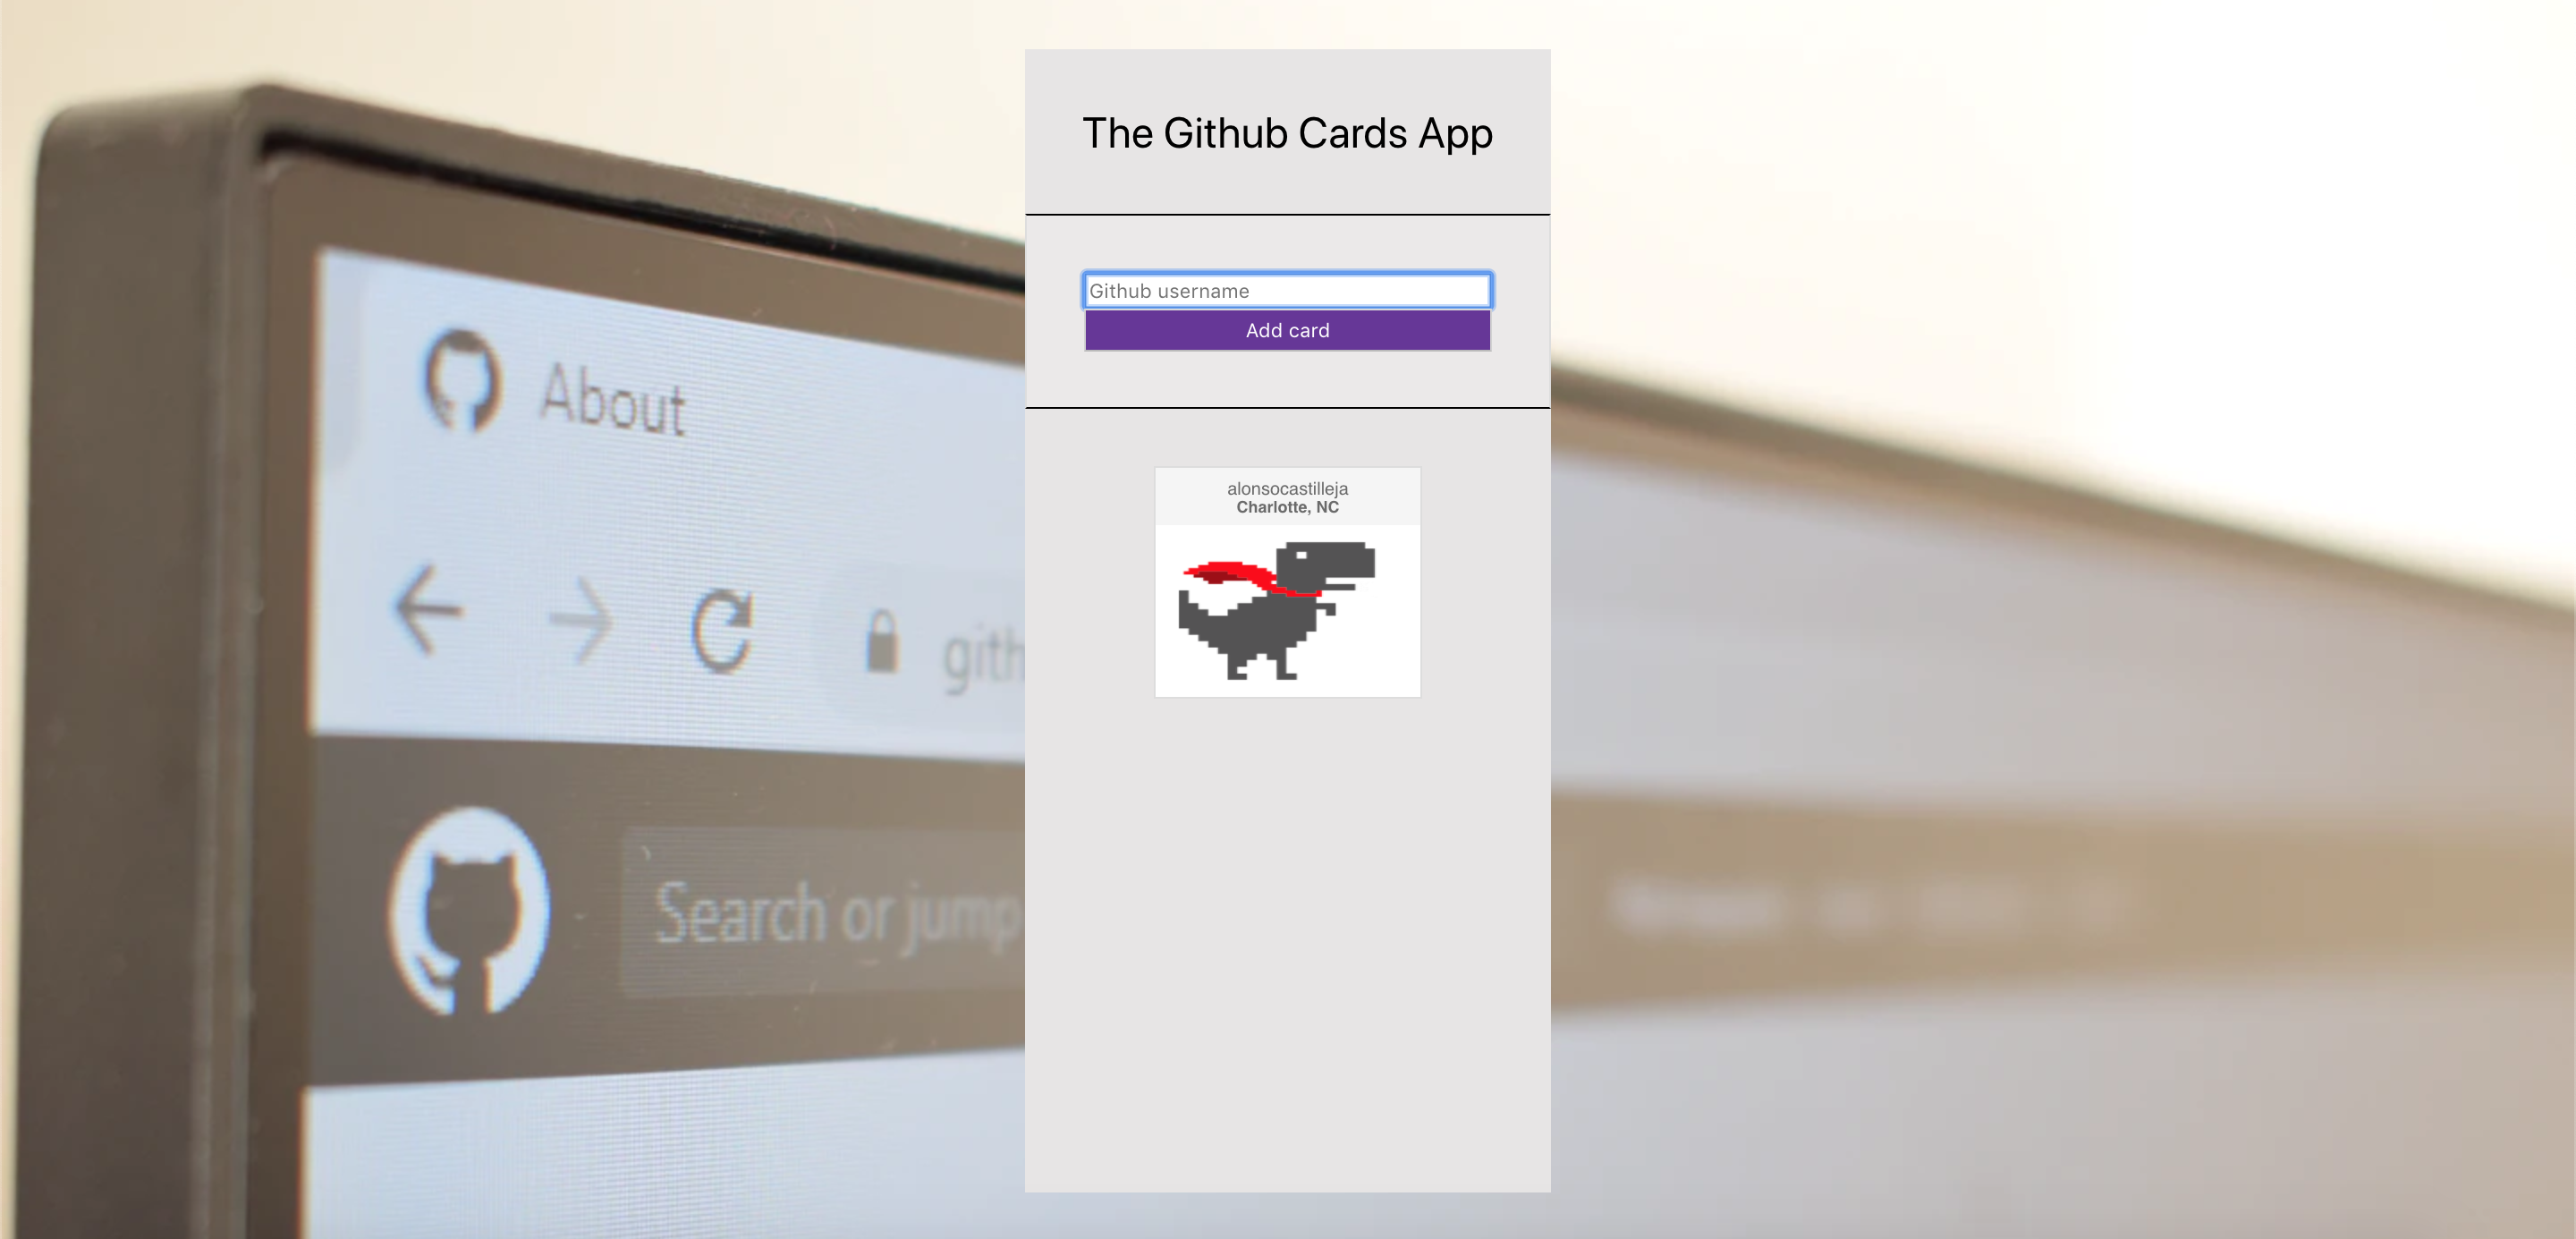 The Github Cards App
Github username
Add card
alonsocastilleja
Charlotte, NC
About
gith
Search or jump